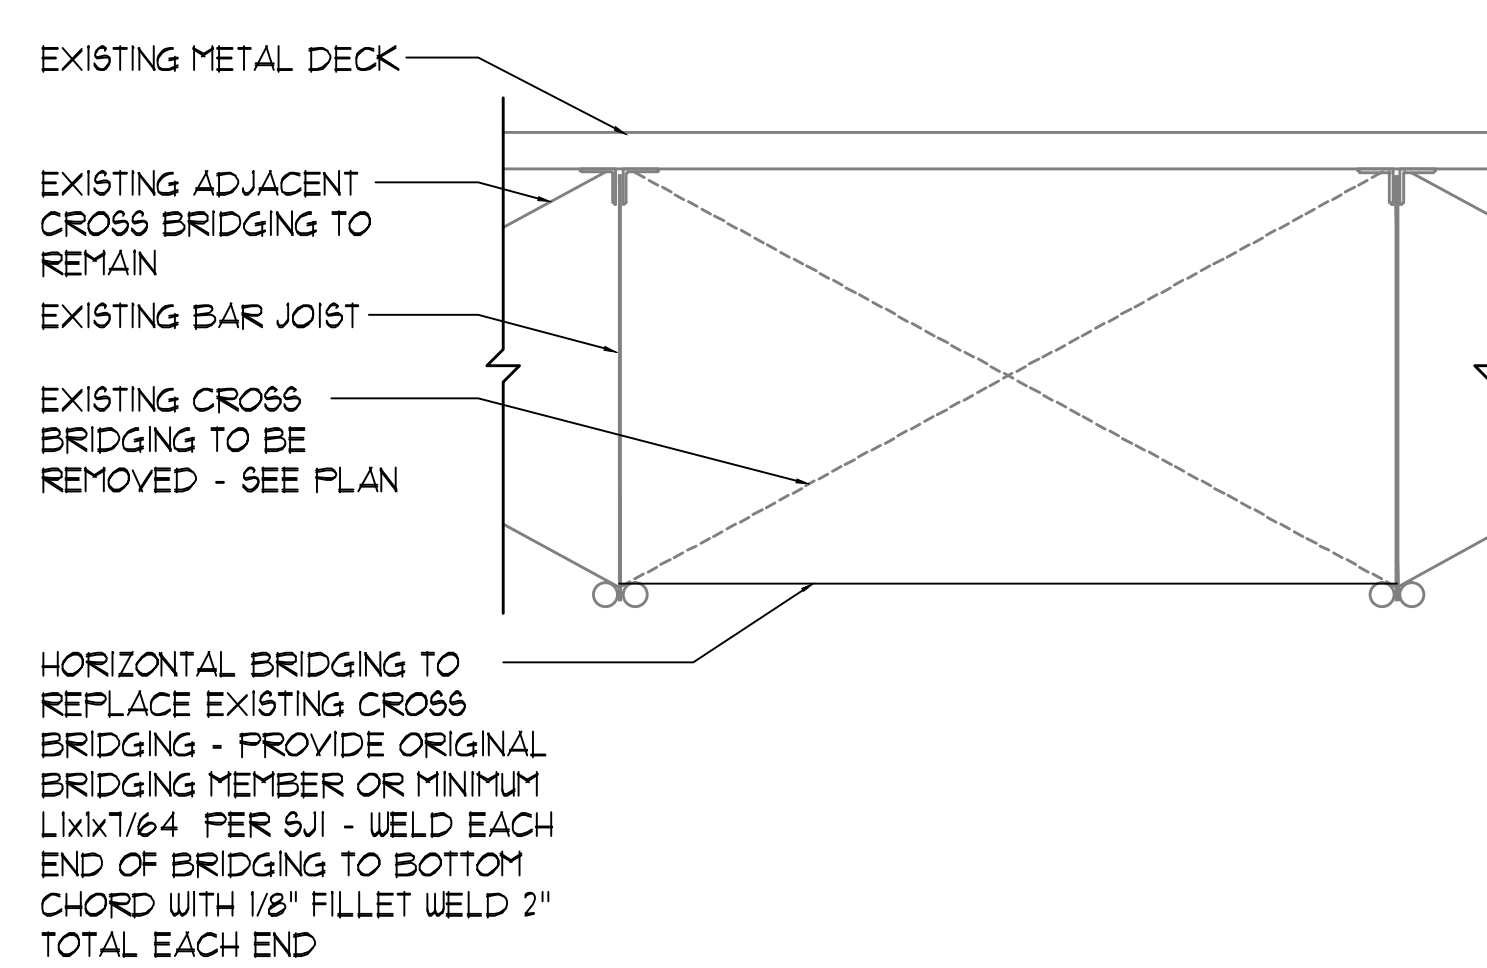 EXISTING METAL DECK
EXISTING ADJACENT
CROSS BRIDGING TO
REMAIN
EXISTING BAR JOIST
EXISTING CROSS
BRIDGING TO BE
REMOVED - SEE PLAN
HORIZONTAL BRIDGING TO
REPLACE EXISTING CROSS
BRIDGING - PROVIDE ORIGINAL
BRIDGING MEMBER OR MINIMUM
L1x1x7/64 PER SJI - WELD EACH
END OF BRIDGING TO BOTTOM
CHORD WITH 1/8" FILLET WELD 2"
TOTAL EACH END